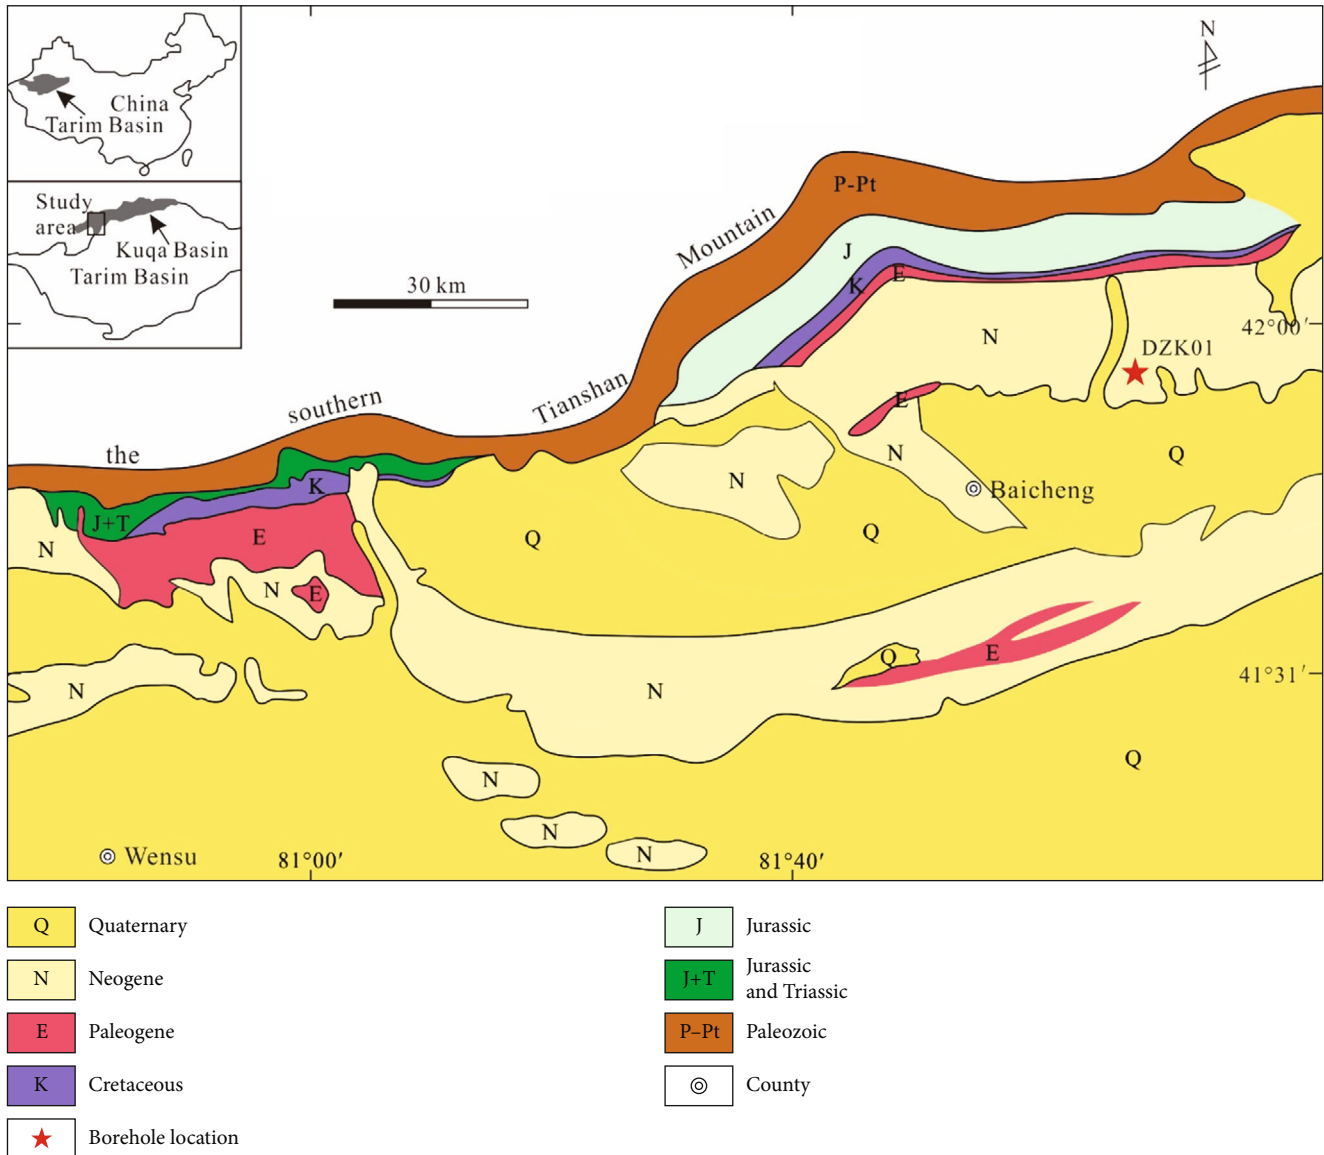 N
China
Tarim Basin
Study
area
Kuqa Basin
Tarim Basin
30 km
the
southern
Tianshan
Mountain
P-Pt
J
K
E
N
42°00′
DZK01
E
N
Q
N
Baicheng
K
J+T
E
N
Q
Q
N
E
Q
E
41°31′
N
N
Q
N
N
N
Wensu
81°00′
81°40′
Q
Quaternary
N
Neogene
E
Paleogene
K
Cretaceous
Borehole location
J
Jurassic
J+T
Jurassic
and Triassic
P–Pt
Paleozoic
County